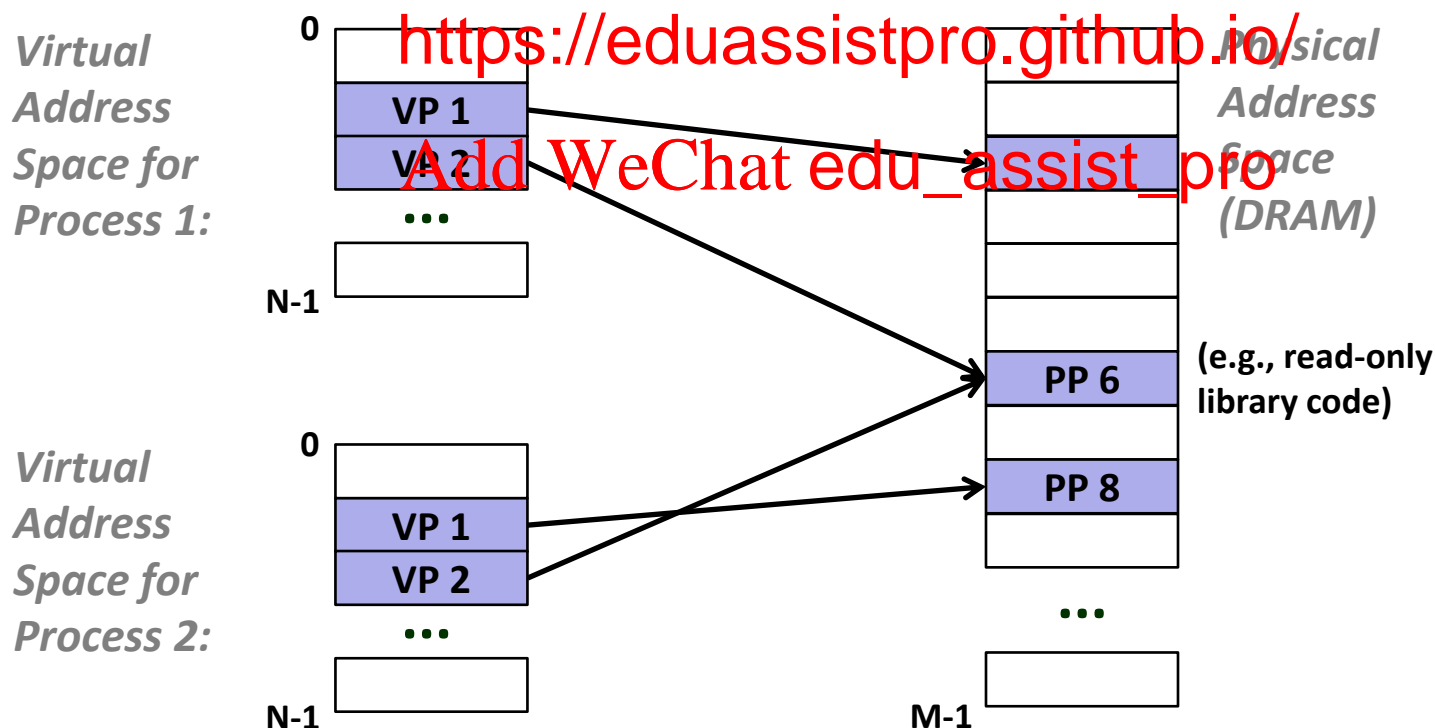 Virtual
Address
Space for
Process 1:
0
VP 1
VP 2
...
N-1
https://eduassistpro.github.io/
Add WeChat edu_assist_pro
Physical
Address
Space
(DRAM)
PP 6
(e.g., read-only
library code)
PP 8
...
M-1
Virtual
Address
Space for
Process 2:
0
VP 1
VP 2
...
N-1